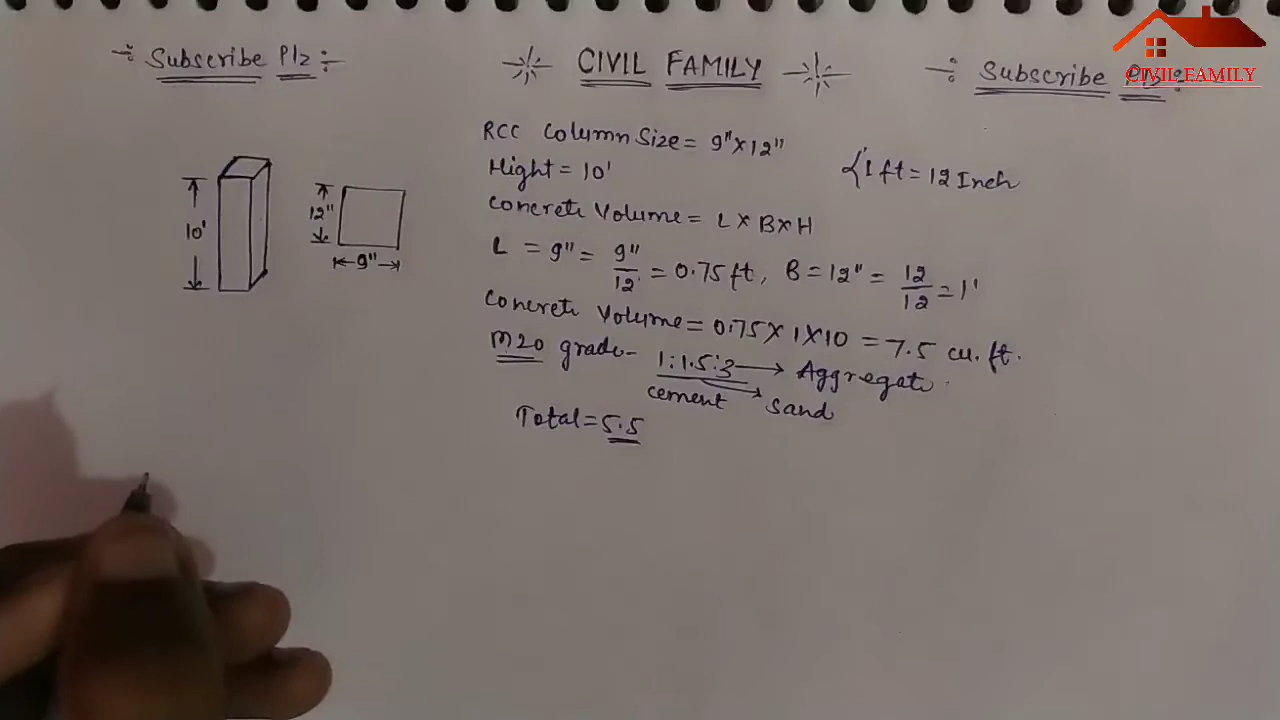 ÷ Subscribe Plz ÷
CIVIL FAMILY
÷ Subscribe Plz ÷
CIVIL FAMILY
RCC Column Size = 9" X 12"
Hight = 10'
{1 ft = 12 Inch
Concrete Volume = L X B X H
L = 9" = 9"/12 = 0.75 ft, B = 12" = 12/12 = 1'
Concrete Volume = 0.75 X 1 X 10 = 7.5 cu. ft.
M20 grade - 1:1.5:3 → Aggregate
cement → Sand
Total = 5.5
10'
12"
9"